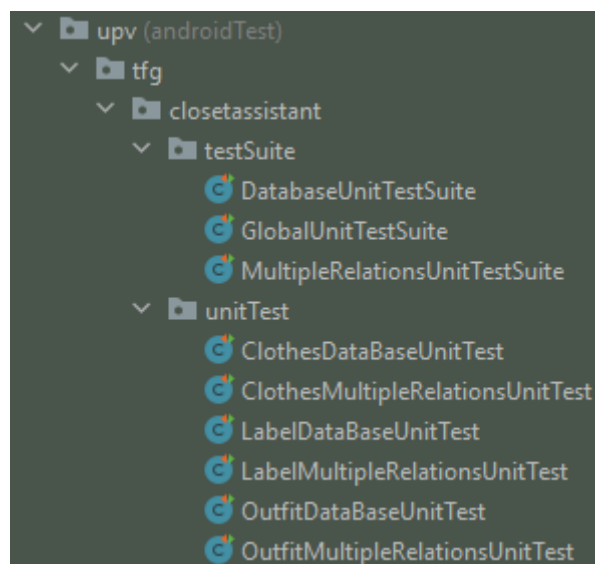 upv (androidTest)
tfg
closetassistant
testSuite
DatabaseUnitTestSuite
GlobalUnitTestSuite
MultipleRelationsUnitTestSuite
unitTest
ClothesDataBaseUnitTest
ClothesMultipleRelationsUnitTest
LabelDataBaseUnitTest
LabelMultipleRelationsUnitTest
OutfitDataBaseUnitTest
OutfitMultipleRelationsUnitTest